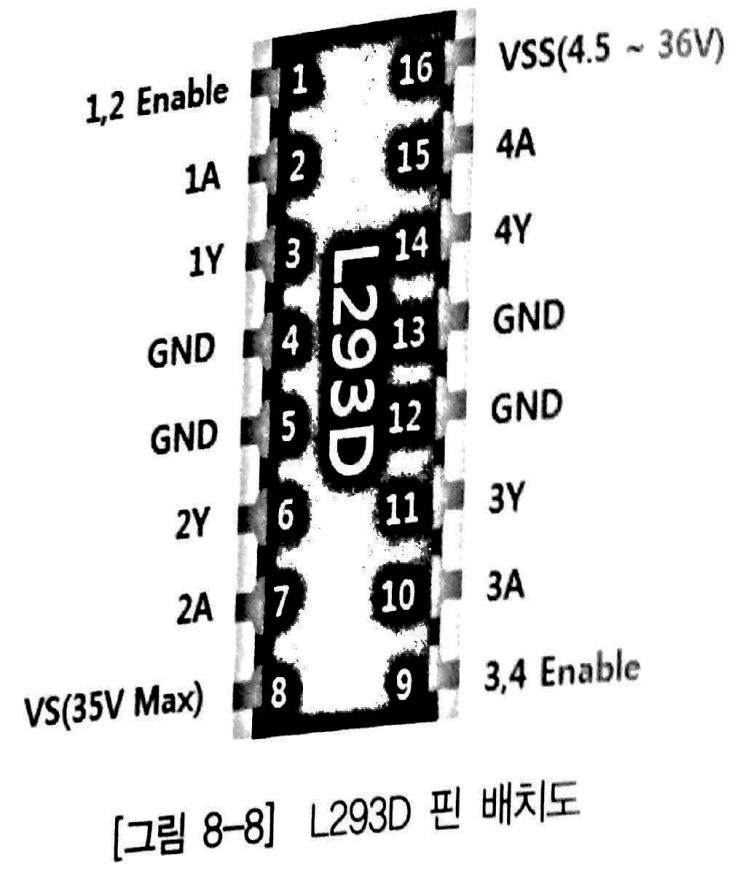 1,2 Enable 1 16 VSS(4.5 ~ 36V)
1A 2 15 4A
1Y 3 14 4Y
GND 4 13 GND
L293D
GND 5 12 GND
2Y 6 11 3Y
2A 7 10 3A
VS(35V Max) 8 9 3,4 Enable
[그림 8-8] L293D 핀 배치도